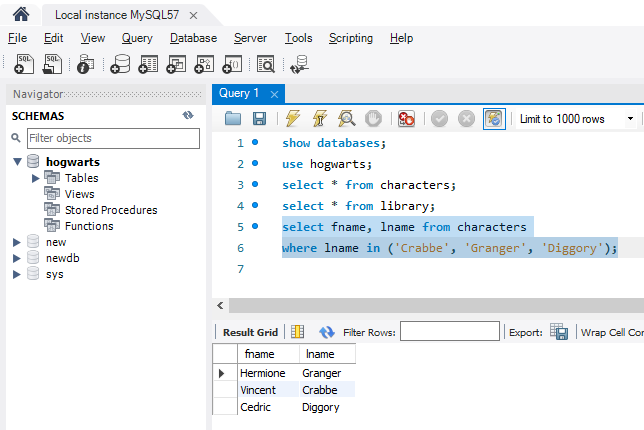 Local instance MySQL57 ×
File Edit View Query Database Server Tools Scripting Help
Navigator
Query 1 ×
SCHEMAS
Limit to 1000 rows
Filter objects
hogwarts
Tables
Views
Stored Procedures
Functions
new
newdb
sys
1 show databases;
2 use hogwarts;
3 select * from characters;
4 select * from library;
5 select fname, lname from characters
6 where lname in ('Crabbe', 'Granger', 'Diggory');
7
Result Grid Filter Rows: Export: Wrap Cell Con
fname lname
Hermione Granger
Vincent Crabbe
Cedric Diggory